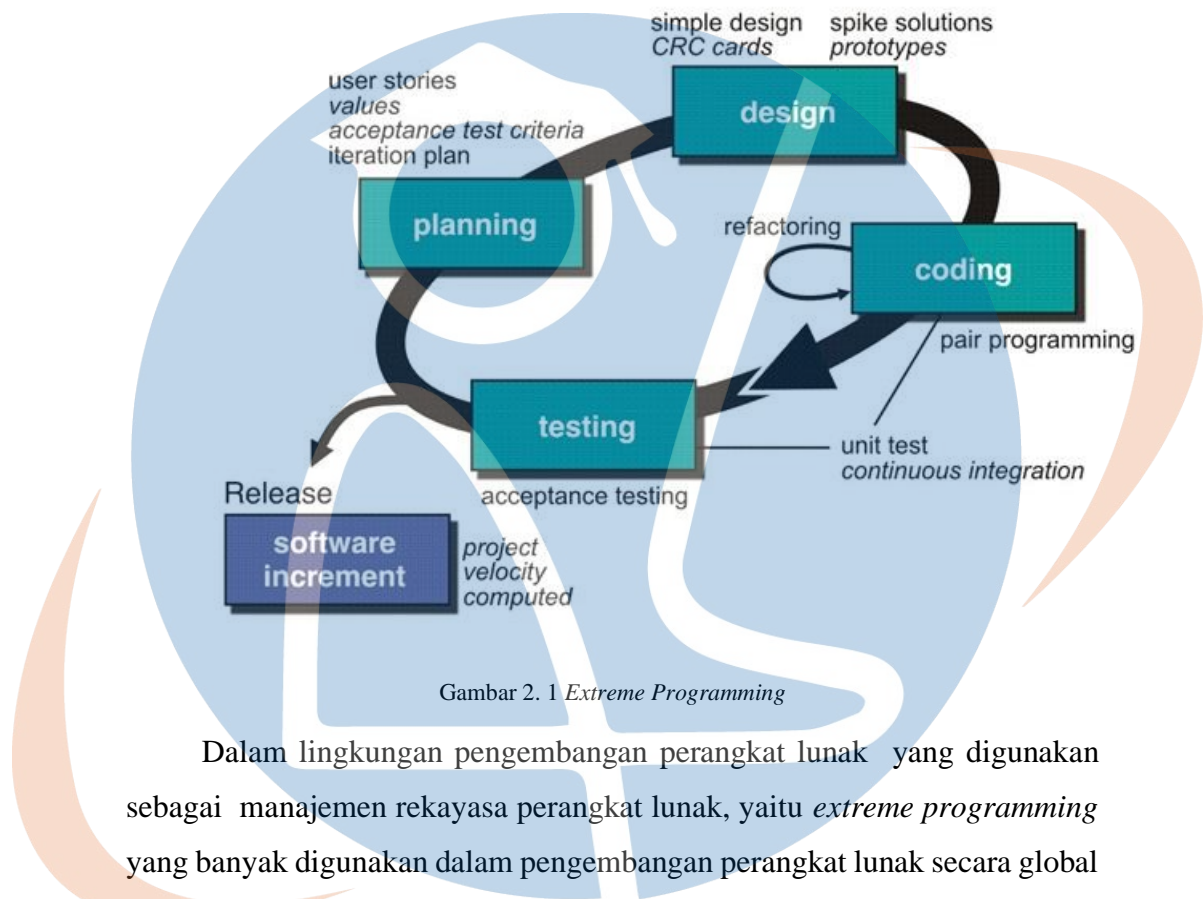 simple design spike solutions
CRC cards prototypes
design
user stories
values
acceptance test criteria
iteration plan
planning
refactoring
coding
pair programming
testing
unit test
continuous integration
acceptance testing
Release
software
increment
project
velocity
computed
Gambar 2. 1 Extreme Programming
Dalam lingkungan pengembangan perangkat lunak yang digunakan
sebagai manajemen rekayasa perangkat lunak, yaitu extreme programming
yang banyak digunakan dalam pengembangan perangkat lunak secara global